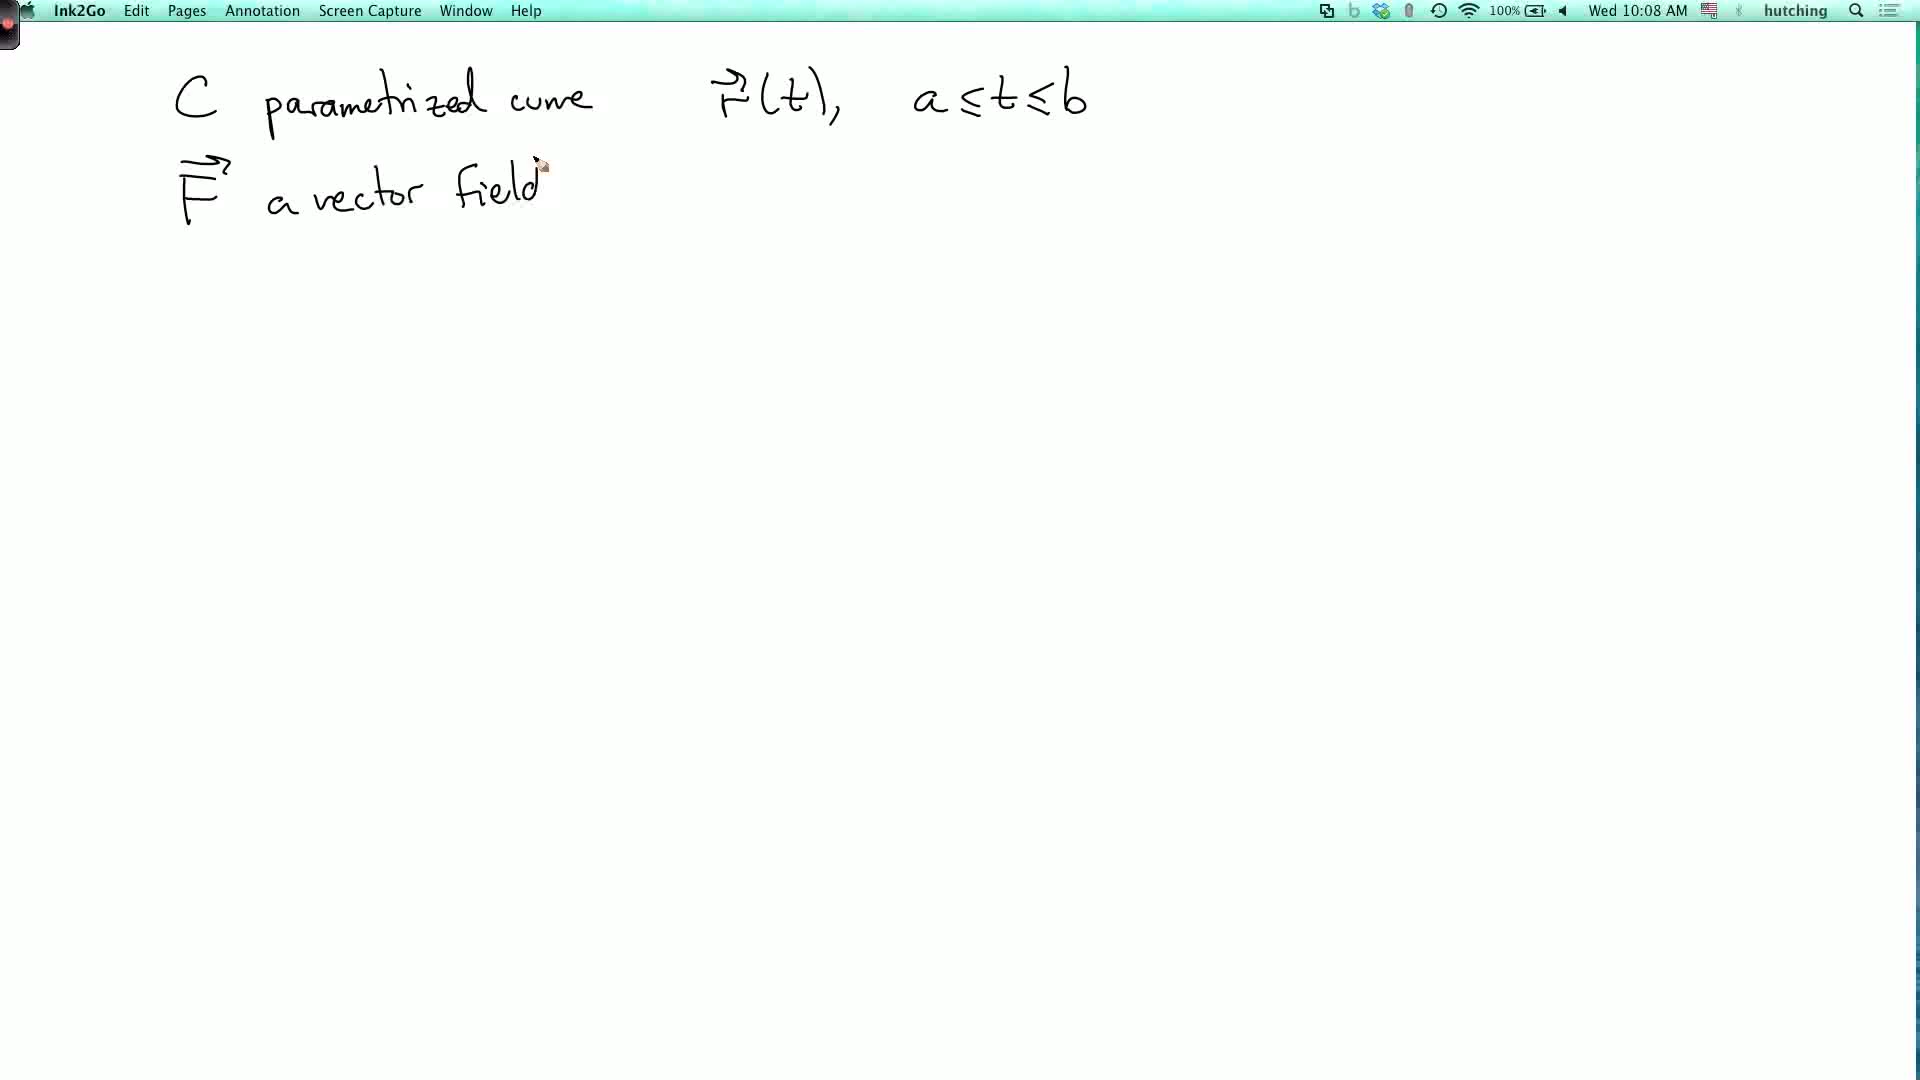 Ink2Go Edit Pages Annotation Screen Capture Window Help 100% Wed 10:08 AM hutching
C parametrized curve r⃗(t), a ≤ t ≤ b
F⃗ a vector field